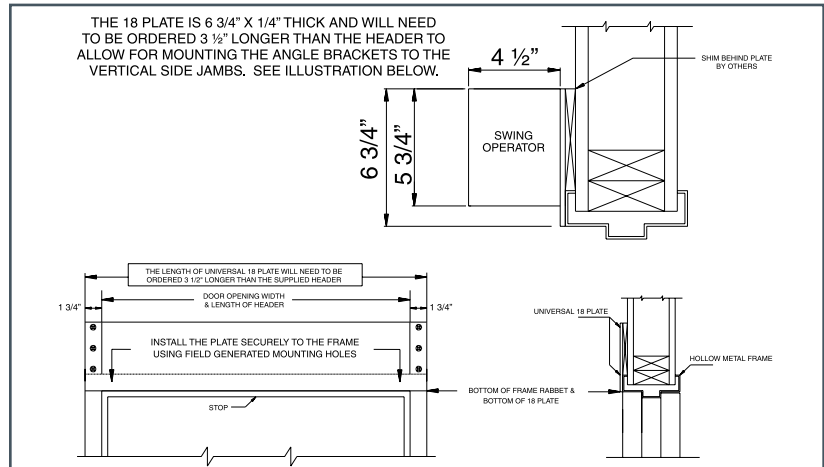 THE 18 PLATE IS 6 3/4" X 1/4" THICK AND WILL NEED
TO BE ORDERED 3 ½" LONGER THAN THE HEADER TO
ALLOW FOR MOUNTING THE ANGLE BRACKETS TO THE
VERTICAL SIDE JAMBS. SEE ILLUSTRATION BELOW.
4 ½"
SHIM BEHIND PLATE
BY OTHERS
6 3/4"
5 3/4"
SWING
OPERATOR
THE LENGTH OF UNIVERSAL 18 PLATE WILL NEED TO BE
ORDERED 3 1/2" LONGER THAN THE SUPPLIED HEADER
1 3/4"
DOOR OPENING WIDTH
& LENGTH OF HEADER
1 3/4"
INSTALL THE PLATE SECURELY TO THE FRAME
USING FIELD GENERATED MOUNTING HOLES
STOP
UNIVERSAL 18 PLATE
HOLLOW METAL FRAME
BOTTOM OF FRAME RABBET &
BOTTOM OF 18 PLATE